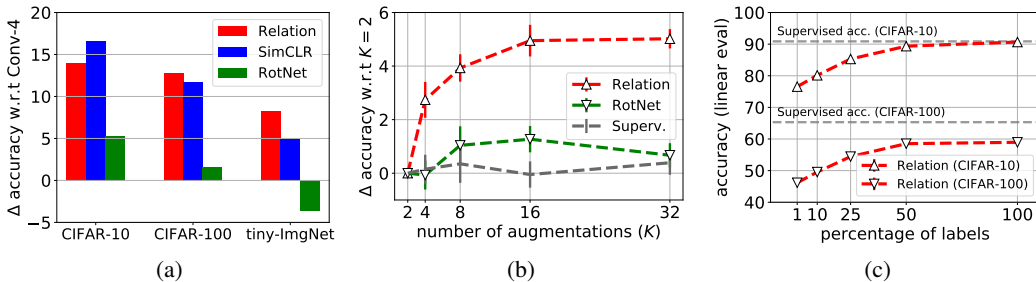 Δ accuracy w.r.t Conv-4
20
15
10
5
0
−5
Relation
SimCLR
RotNet
CIFAR-10 CIFAR-100 tiny-ImgNet
(a)
Δ accuracy w.r.t K = 2
6
4
2
0
Relation
RotNet
Superv.
2 4 8 16 32
number of augmentations (K)
(b)
accuracy (linear eval)
100
90
80
70
60
50
40
Supervised acc. (CIFAR-10)
Supervised acc. (CIFAR-100)
Relation (CIFAR-10)
Relation (CIFAR-100)
1 10 25 50 100
percentage of labels
(c)